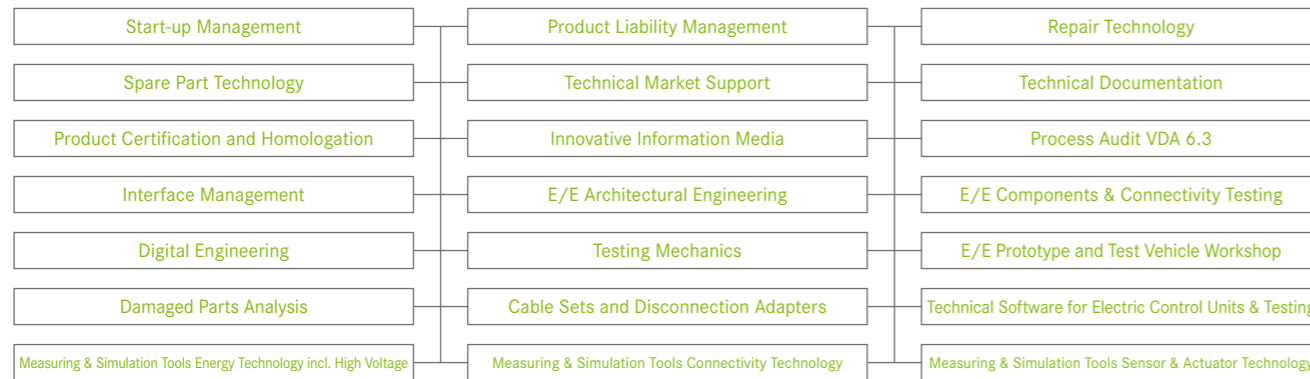 Start-up Management
Product Liability Management
Repair Technology
Spare Part Technology
Technical Market Support
Technical Documentation
Product Certification and Homologation
Innovative Information Media
Process Audit VDA 6.3
Interface Management
E/E Architectural Engineering
E/E Components & Connectivity Testing
Digital Engineering
Testing Mechanics
E/E Prototype and Test Vehicle Workshop
Damaged Parts Analysis
Cable Sets and Disconnection Adapters
Technical Software for Electric Control Units & Testing
Measuring & Simulation Tools Energy Technology incl. High Voltage
Measuring & Simulation Tools Connectivity Technology
Measuring & Simulation Tools Sensor & Actuator Technology